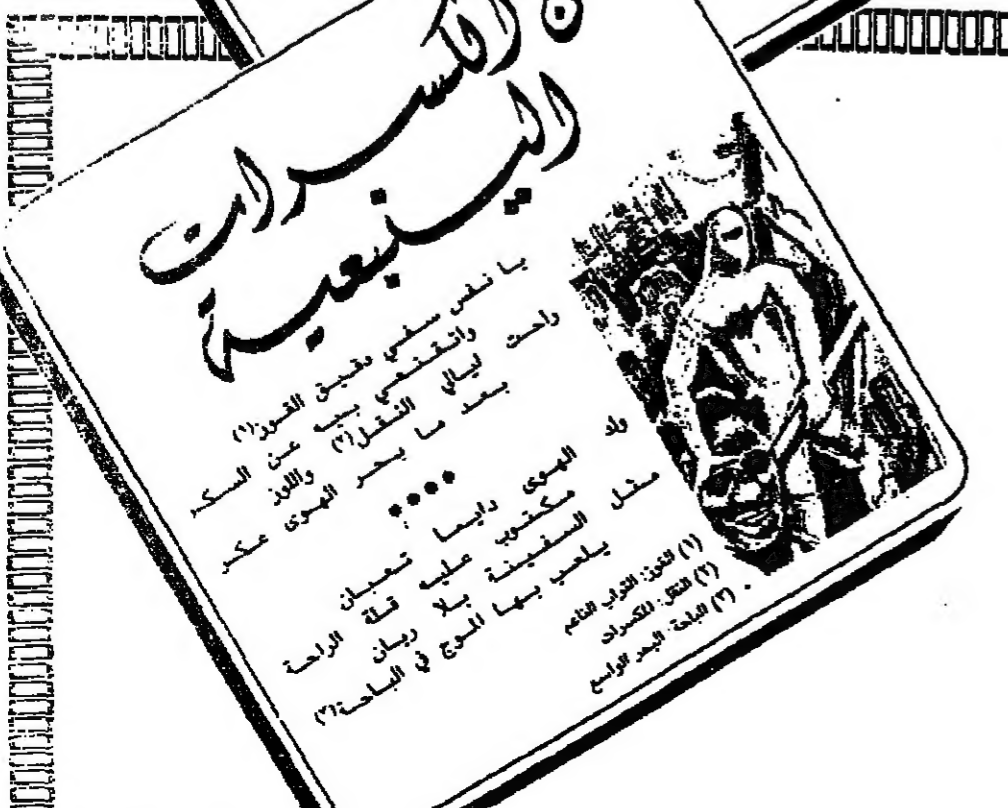 الكسرات
الينبعية
يا نفس سفي دقيق القوز (١)
واتقنعي بيه عن السكر
راحت ليالي النقل (٢) واللوز
بعد ما بحر الهوى عكر
****
ولد الهوى دايما تعبان
مكتوب عليه قلة الراحة
مثل السفينة بلا ربان
يلعب بها الموج في الباحة (٣)
(١) القوز: التراب الناعم
(٢) النقل: المكسرات
(٣) الباحة: البحر الواسع